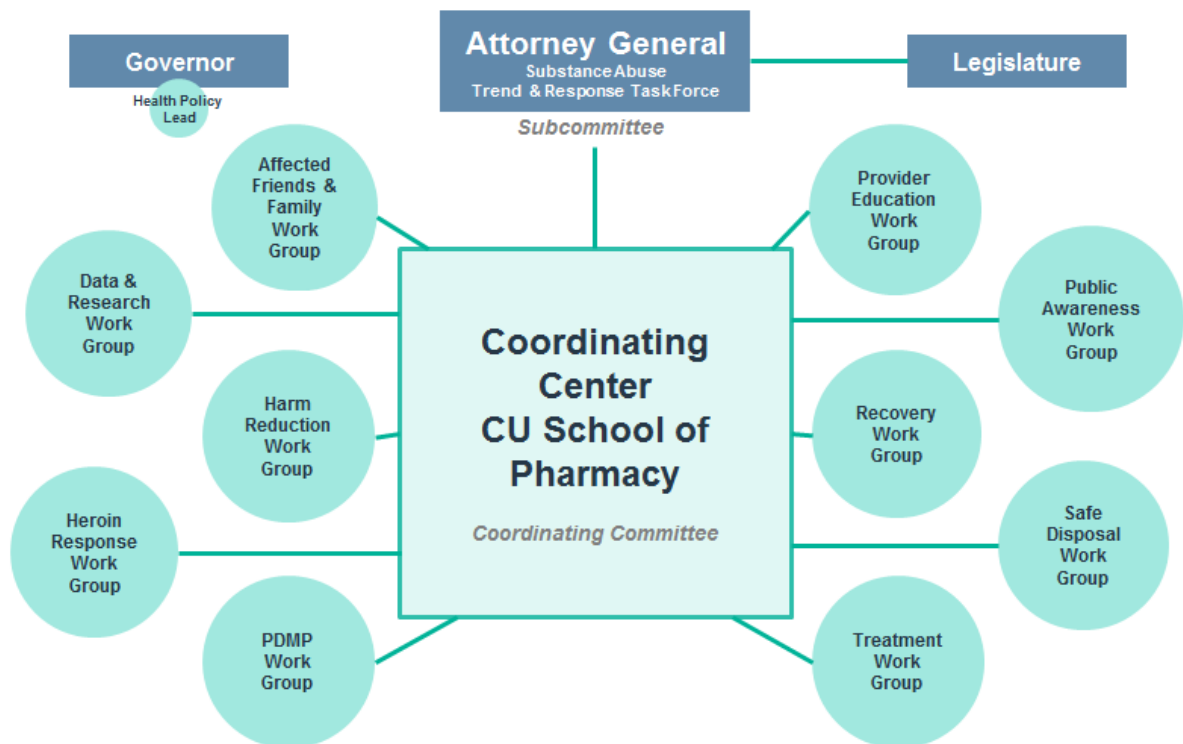 Governor
Health Policy
Lead
Attorney General
Substance Abuse
Trend & Response Task Force
Subcommittee
Legislature
Affected
Friends &
Family
Work
Group
Provider
Education
Work
Group
Data &
Research
Work
Group
Public
Awareness
Work
Group
Coordinating
Center
CU School of
Pharmacy
Coordinating Committee
Harm
Reduction
Work
Group
Recovery
Work
Group
Heroin
Response
Work
Group
Safe
Disposal
Work
Group
PDMP
Work
Group
Treatment
Work
Group